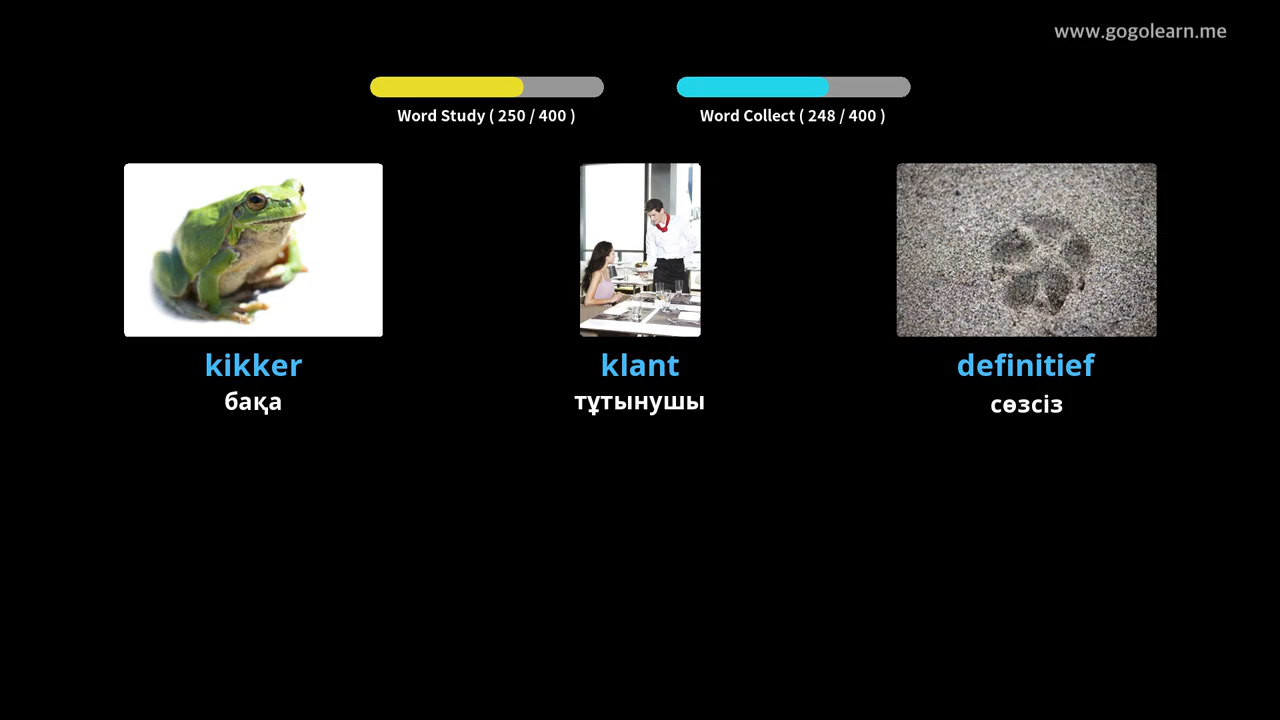 www.gogolearn.me
Word Study ( 250 / 400 )
Word Collect ( 248 / 400 )
kikker
бақа
klant
тұтынушы
definitief
сөзсіз